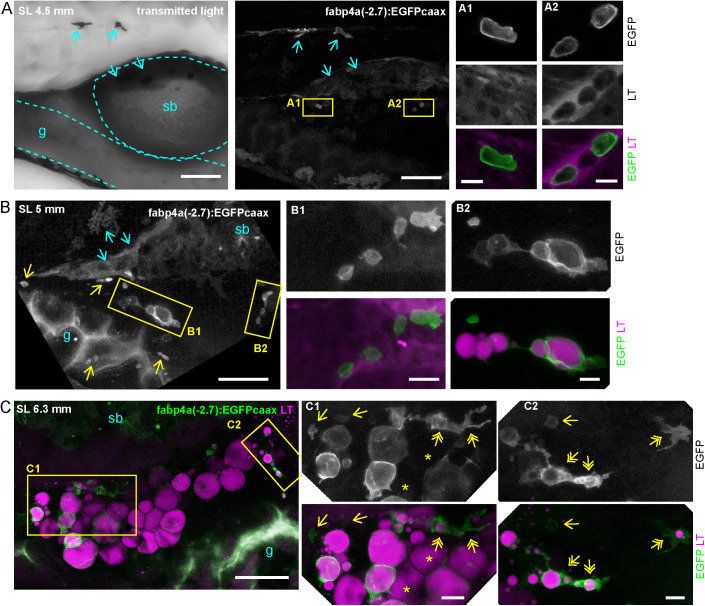 A
SL 4.5 mm
transmitted light
sb
g
fabp4a(-2.7):EGFPcaax
A1
A2
A1
A2
EGFP
LT
EGFP LT
B
SL 5 mm
fabp4a(-2.7):EGFPcaax
sb
g
B1
B2
B1
B2
EGFP
EGFP LT
C
SL 6.3 mm
fabp4a(-2.7):EGFPcaax LT
sb
C2
C1
g
C1
*
*
*
*
C2
EGFP
EGFP LT